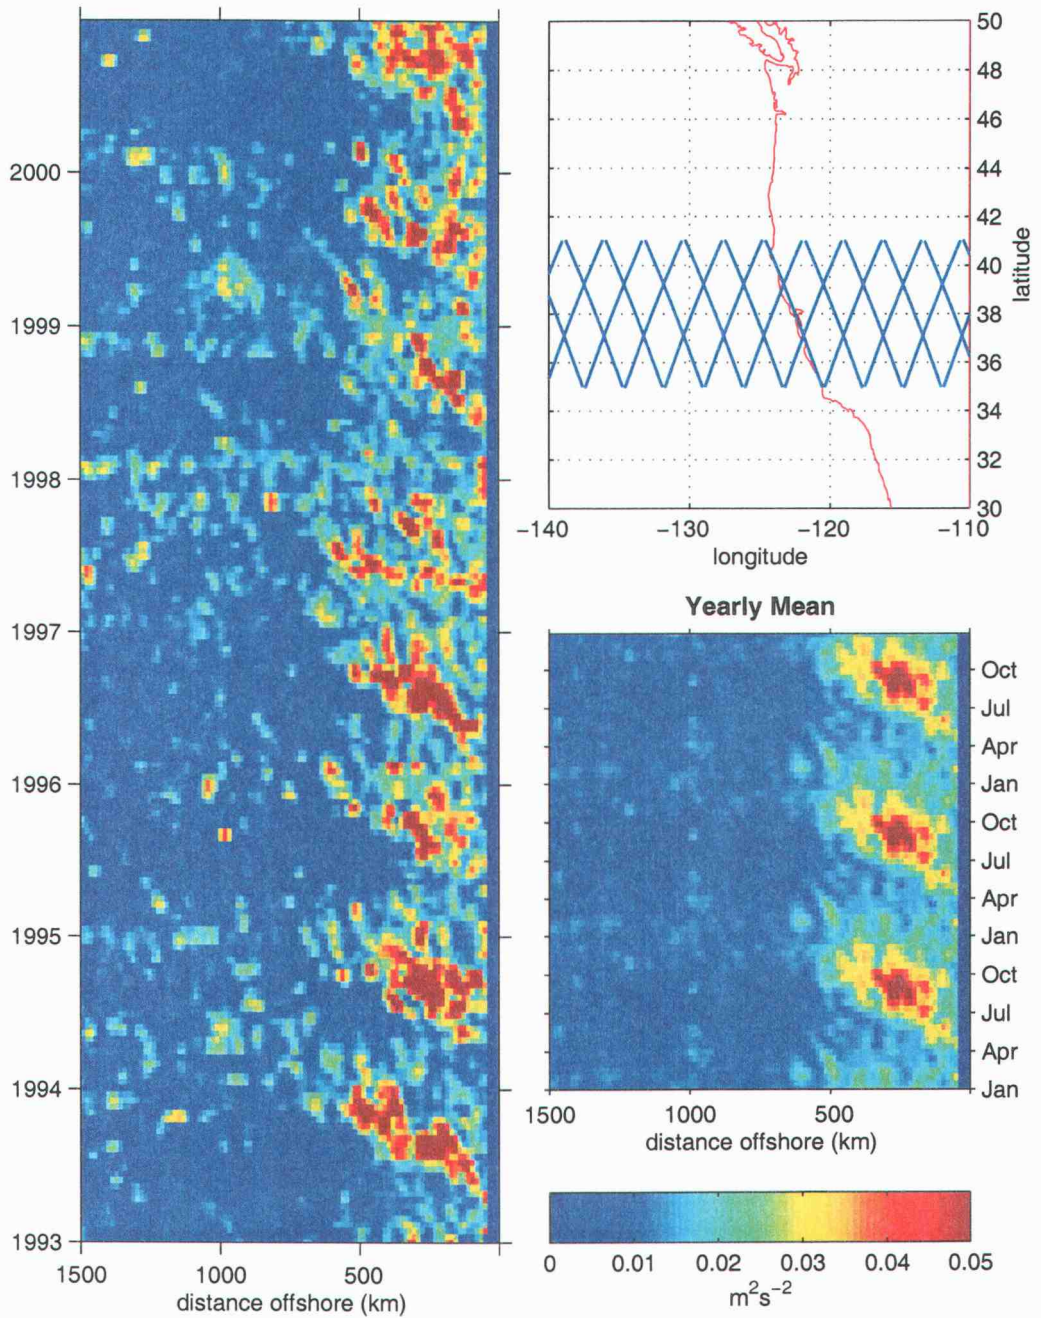 2000
1999
1998
1997
1996
1995
1994
1993
1500 1000 500
distance offshore (km)
50
48
46
44
42
40
38
36
34
32
30
latitude
−140 −130 −120 −110
longitude
Yearly Mean
Oct
Jul
Apr
Jan
Oct
Jul
Apr
Jan
Oct
Jul
Apr
Jan
1500 1000 500
distance offshore (km)
0 0.01 0.02 0.03 0.04 0.05
m²s⁻²